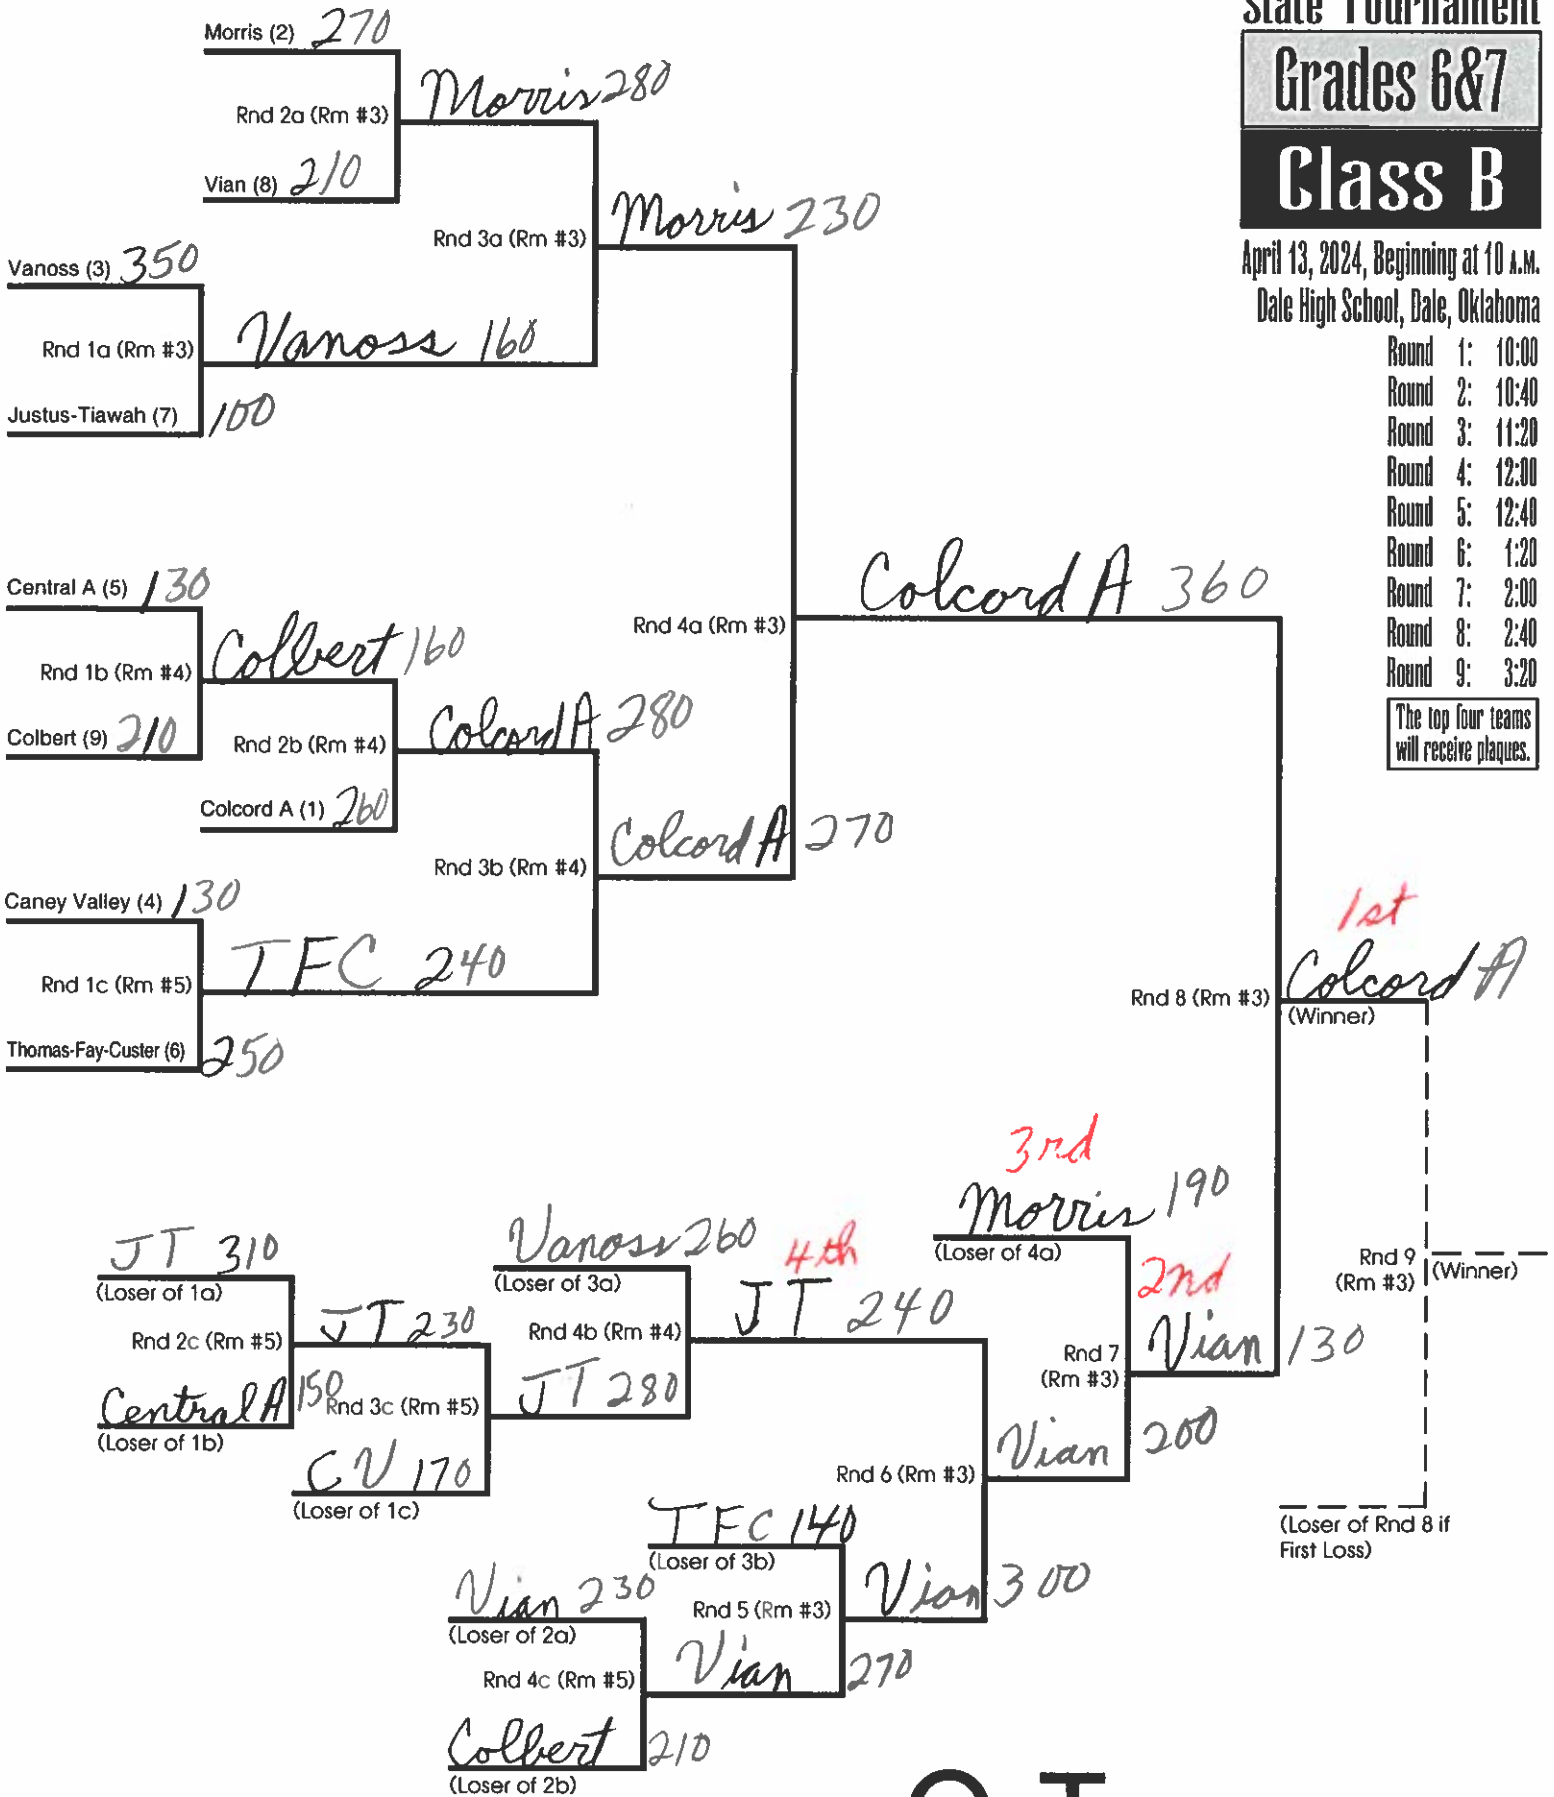 State Tournament
Grades 6&7
Class B
April 13, 2024, Beginning at 10 A.M.
Dale High School, Dale, Oklahoma
Round 1: 10:00
Round 2: 10:40
Round 3: 11:20
Round 4: 12:00
Round 5: 12:40
Round 6: 1:20
Round 7: 2:00
Round 8: 2:40
Round 9: 3:20
The top four teams
will receive plaques.
Morris (2) 270
Rnd 2a (Rm #3)
Morris 280
Vian (8) 210
Rnd 3a (Rm #3)
Morris 230
Vanoss (3) 350
Rnd 1a (Rm #3)
Vanoss 160
Justus-Tiawah (7) 100
Central A (5) 130
Rnd 1b (Rm #4)
Colbert 160
Colbert (9) 210
Rnd 2b (Rm #4)
Colcord A 280
Colcord A (1) 260
Rnd 4a (Rm #3)
Colcord A 360
Rnd 3b (Rm #4)
Colcord A 270
Caney Valley (4) 130
Rnd 1c (Rm #5)
TFC 240
Thomas-Fay-Custer (6) 250
1st
Rnd 8 (Rm #3)
Colcord A
(Winner)
3rd
Morris 190
(Loser of 4a)
JT 310
(Loser of 1a)
Rnd 2c (Rm #5)
JT 230
Central A 150
(Loser of 1b)
Rnd 3c (Rm #5)
CV 170
(Loser of 1c)
Vanoss 260
(Loser of 3a)
4th
Rnd 4b (Rm #4)
JT 240
JT 280
2nd
Rnd 7
(Rm #3)
Vian 130
Rnd 9
(Rm #3)
(Winner)
Rnd 6 (Rm #3)
Vian 200
TFC 140
(Loser of 3b)
Vian 230
(Loser of 2a)
Rnd 5 (Rm #3)
Vian 300
Rnd 4c (Rm #5)
Vian 270
Colbert 210
(Loser of 2b)
(Loser of Rnd 8 if
First Loss)